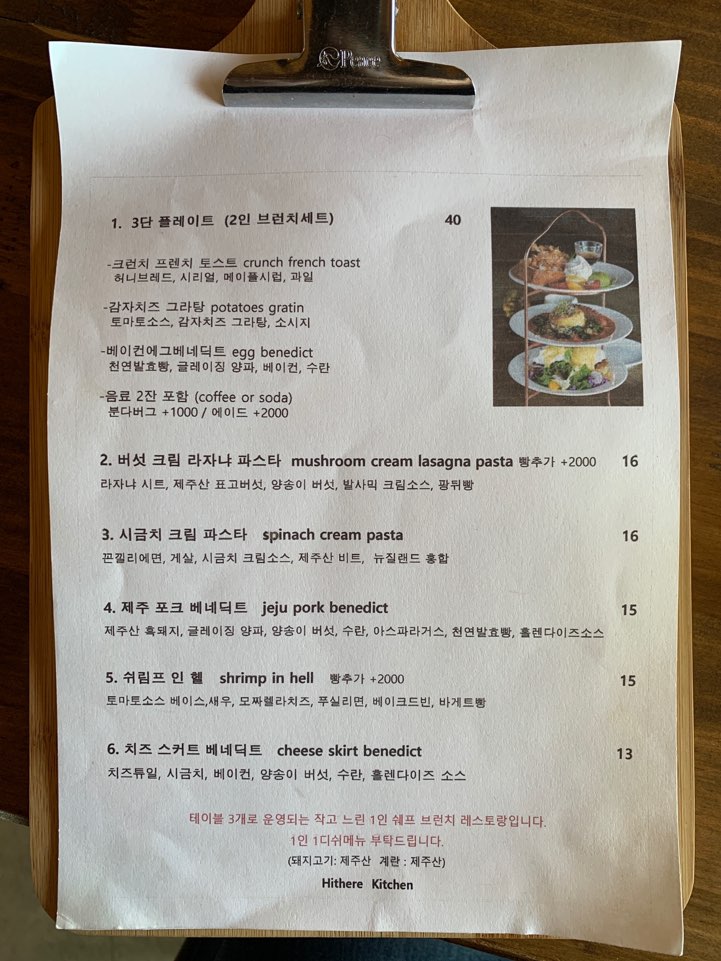 Peace
1. 3단 플레이트 (2인 브런치세트) 40
-크런치 프렌치 토스트 crunch french toast
허니브레드, 시리얼, 메이플시럽, 과일
-감자치즈 그라탕 potatoes gratin
토마토소스, 감자치즈 그라탕, 소시지
-베이컨에그베네딕트 egg benedict
천연발효빵, 글레이징 양파, 베이컨, 수란
-음료 2잔 포함 (coffee or soda)
분다버그 +1000 / 에이드 +2000
2. 버섯 크림 라자냐 파스타 mushroom cream lasagna pasta 빵추가 +2000 16
라자냐 시트, 제주산 표고버섯, 양송이 버섯, 발사믹 크림소스, 팡뒤빵
3. 시금치 크림 파스타 spinach cream pasta 16
끈낄리에면, 게살, 시금치 크림소스, 제주산 비트, 뉴질랜드 홍합
4. 제주 포크 베네딕트 jeju pork benedict 15
제주산 흑돼지, 글레이징 양파, 양송이 버섯, 수란, 아스파라거스, 천연발효빵, 홀렌다이즈소스
5. 쉬림프 인 헬 shrimp in hell 빵추가 +2000 15
토마토소스 베이스,새우, 모짜렐라치즈, 푸실리면, 베이크드빈, 바게트빵
6. 치즈 스커트 베네딕트 cheese skirt benedict 13
치즈튀일, 시금치, 베이컨, 양송이 버섯, 수란, 홀렌다이즈 소스
테이블 3개로 운영되는 작고 느린 1인 쉐프 브런치 레스토랑입니다.
1인 1디쉬메뉴 부탁드립니다.
(돼지고기: 제주산 계란 : 제주산)
Hithere Kitchen